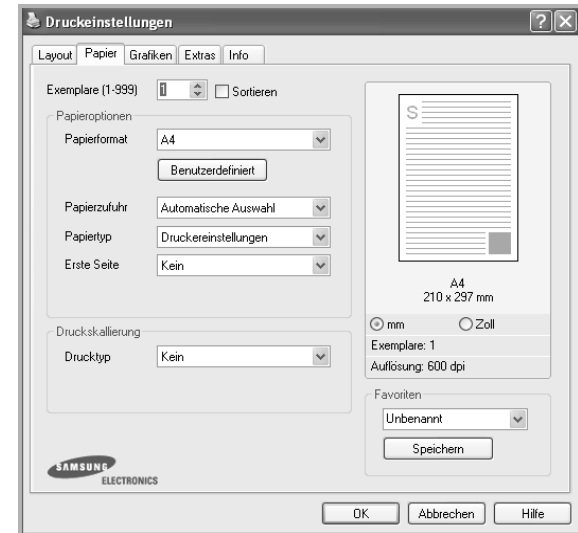 Druckeinstellungen
Layout Papier Grafiken Extras Info
Exemplare (1-999) 1 Sortieren
Papieroptionen
Papierformat A4
Benutzerdefiniert
Papierzufuhr Automatische Auswahl
Papiertyp Druckereinstellungen
Erste Seite Kein
Druckskallierung
Drucktyp Kein
SAMSUNG
ELECTRONICS
S
A4
210 x 297 mm
mm Zoll
Exemplare: 1
Auflösung: 600 dpi
Favoriten
Unbenannt
Speichern
OK Abbrechen Hilfe